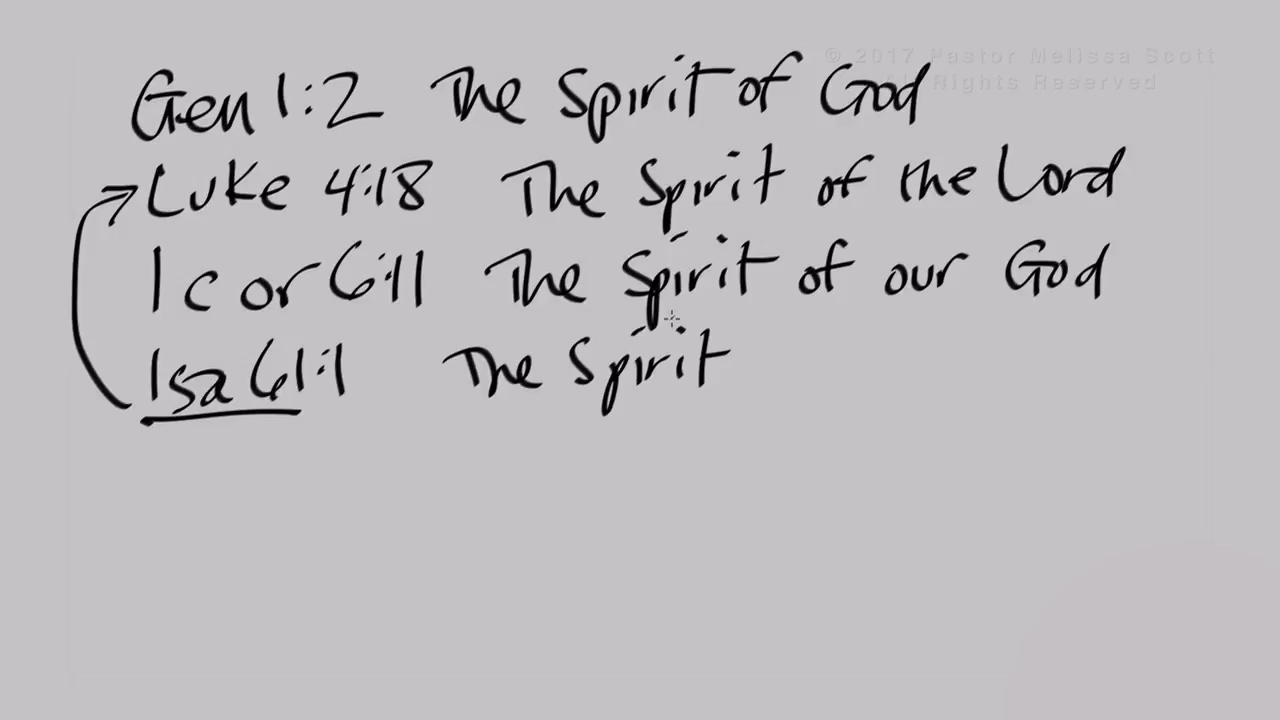 © 2017 Pastor Melissa Scott
All Rights Reserved
Gen 1:2 The Spirit of God
Luke 4:18 The Spirit of the Lord
1 Cor 6:11 The Spirit of our God
Isa 61:1 The Spirit